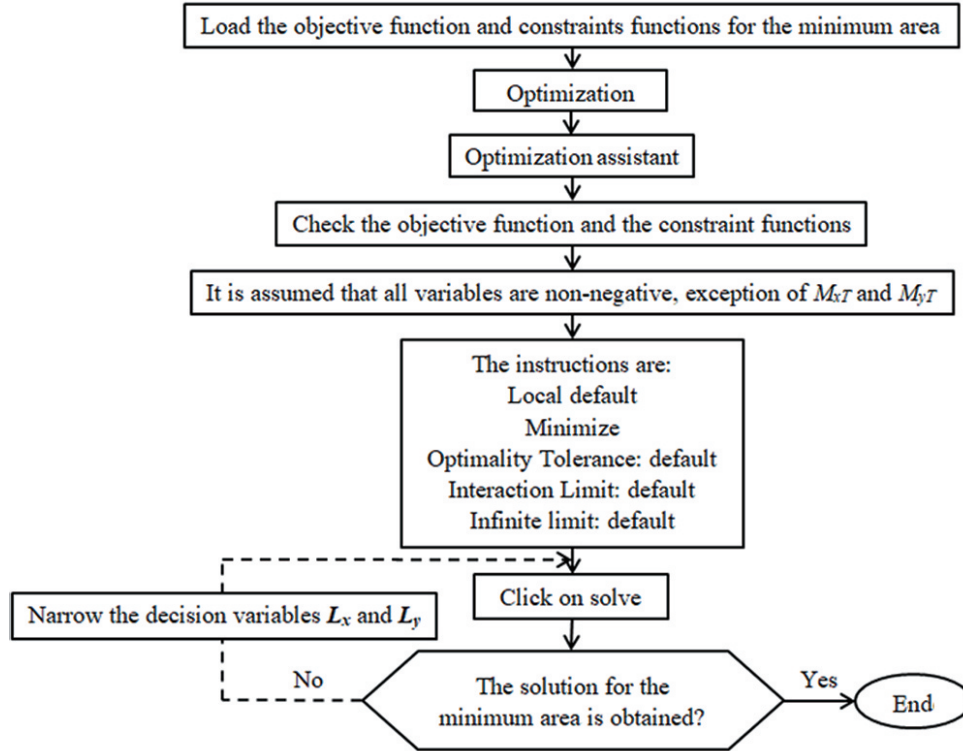 Load the objective function and constraints functions for the minimum area
Optimization
Optimization assistant
Check the objective function and the constraint functions
It is assumed that all variables are non-negative, exception of MxT and MyT
The instructions are:
Local default
Minimize
Optimality Tolerance: default
Interaction Limit: default
Infinite limit: default
Click on solve
Narrow the decision variables Lx and Ly
No
The solution for the
minimum area is obtained?
Yes
End